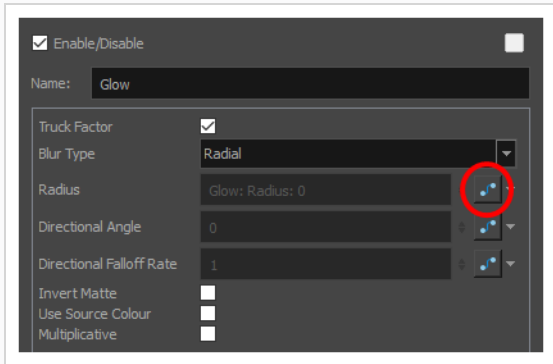 Enable/Disable
Name: Glow
Truck Factor
Blur Type Radial
Radius Glow: Radius: 0
Directional Angle 0
Directional Falloff Rate 1
Invert Matte
Use Source Colour
Multiplicative